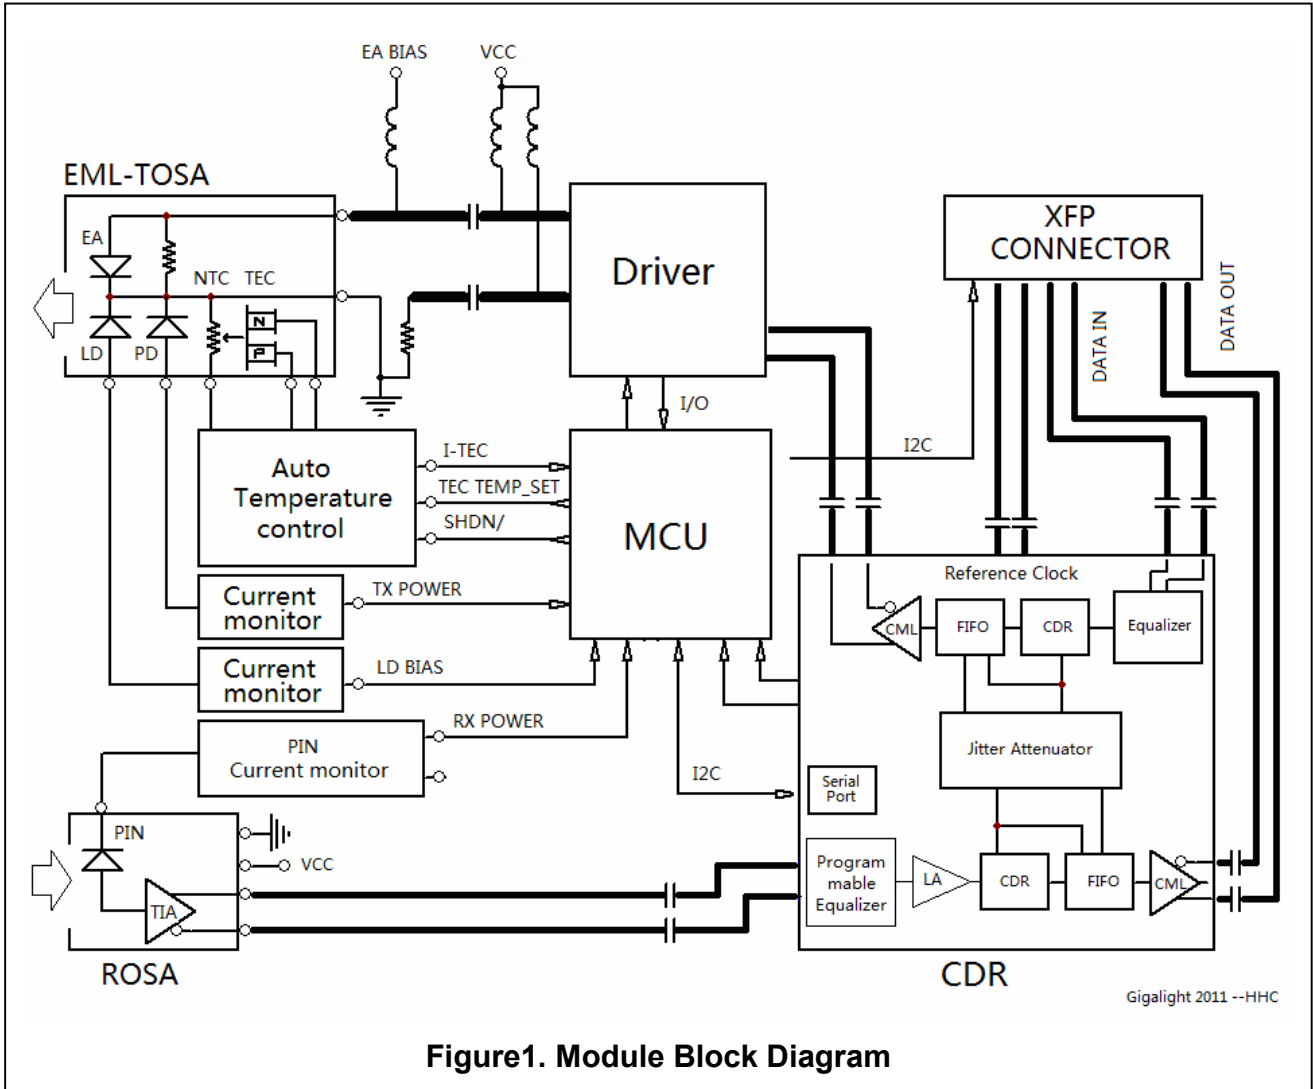 EA BIAS
VCC
EML-TOSA
EA
NTC TEC
N
P
LD
PD
Driver
XFP
CONNECTOR
DATA IN
DATA OUT
I/O
I2C
Auto
Temperature
control
I-TEC
TEC TEMP_SET
SHDN/
MCU
Current
monitor
TX POWER
Current
monitor
LD BIAS
PIN
Current monitor
RX POWER
I2C
Reference Clock
CML
FIFO
CDR
Equalizer
Jitter Attenuator
Serial
Port
PIN
VCC
TIA
ROSA
Program
mable
Equalizer
LA
CDR
FIFO
CML
CDR
Gigalight 2011 --HHC
Figure1. Module Block Diagram